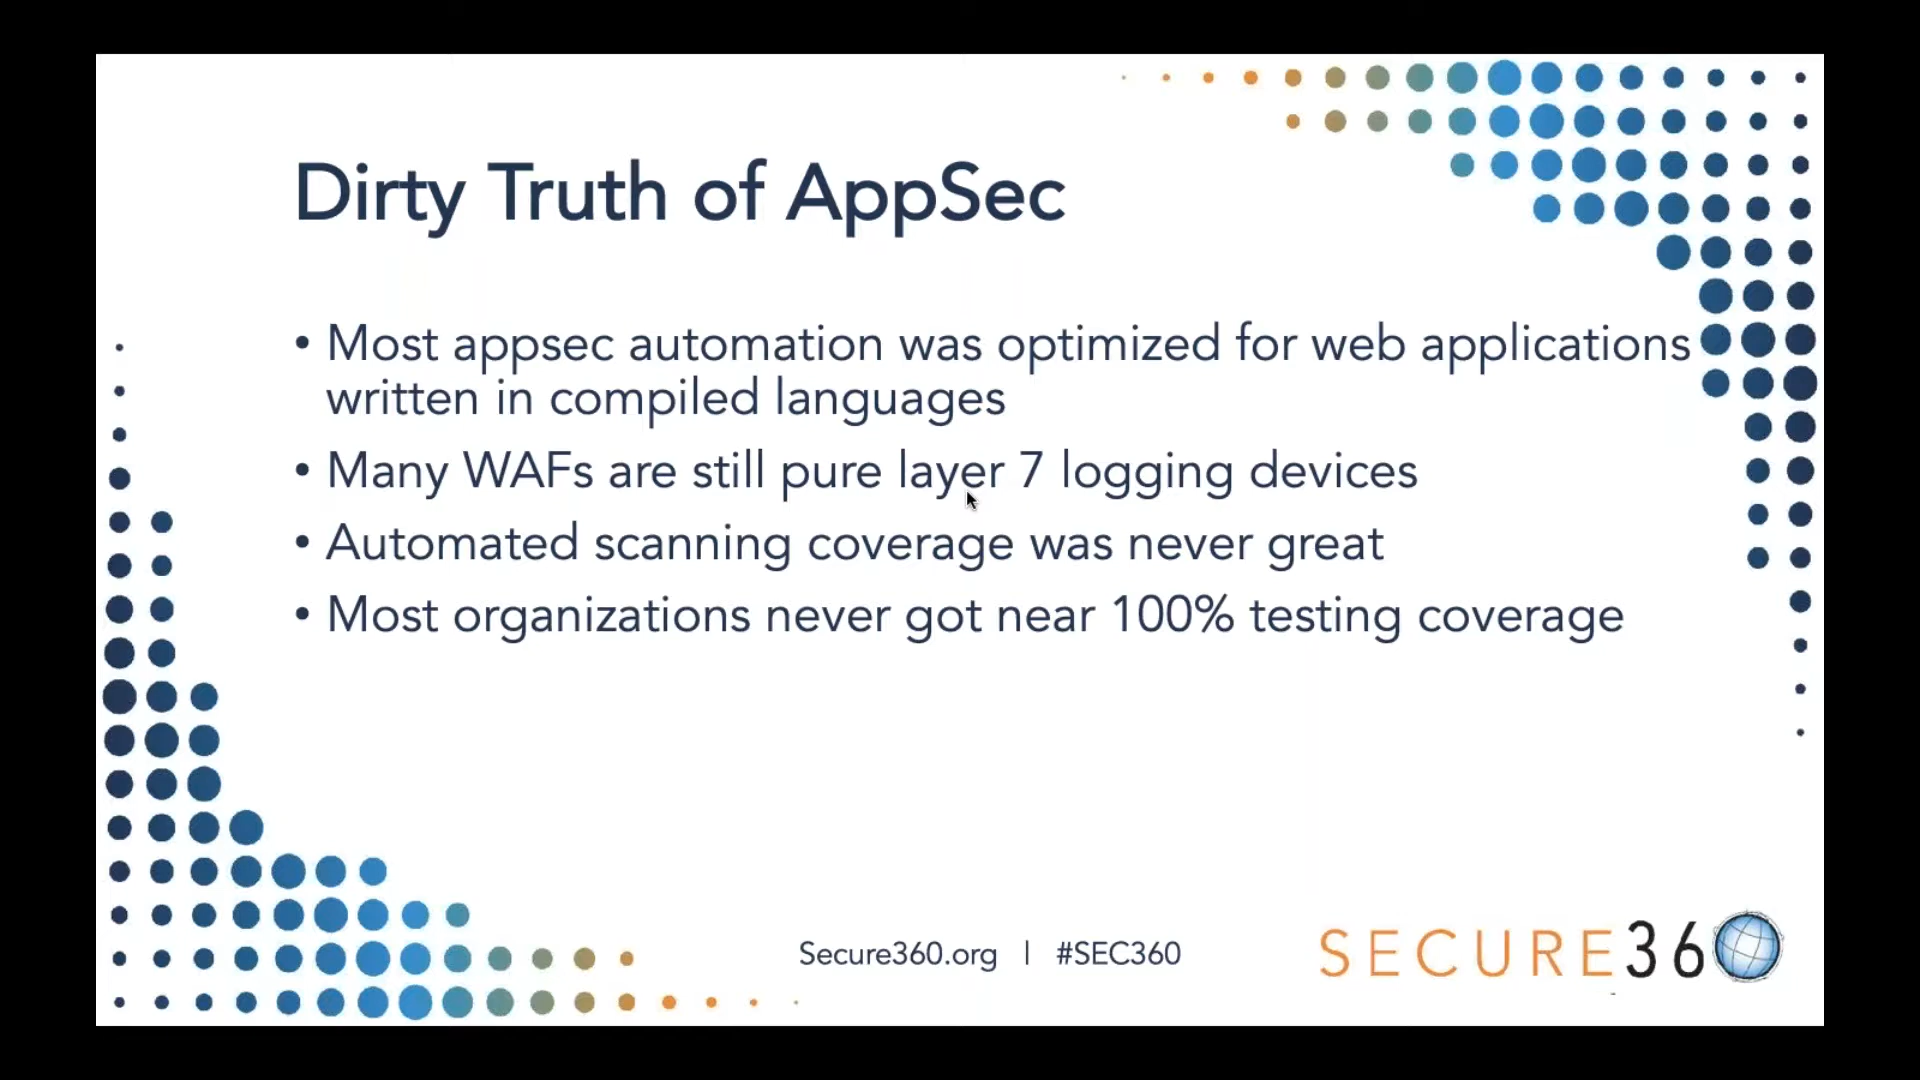 Dirty Truth of AppSec
• Most appsec automation was optimized for web applications
written in compiled languages
• Many WAFs are still pure layer 7 logging devices
• Automated scanning coverage was never great
• Most organizations never got near 100% testing coverage
Secure360.org | #SEC360
SECURE360